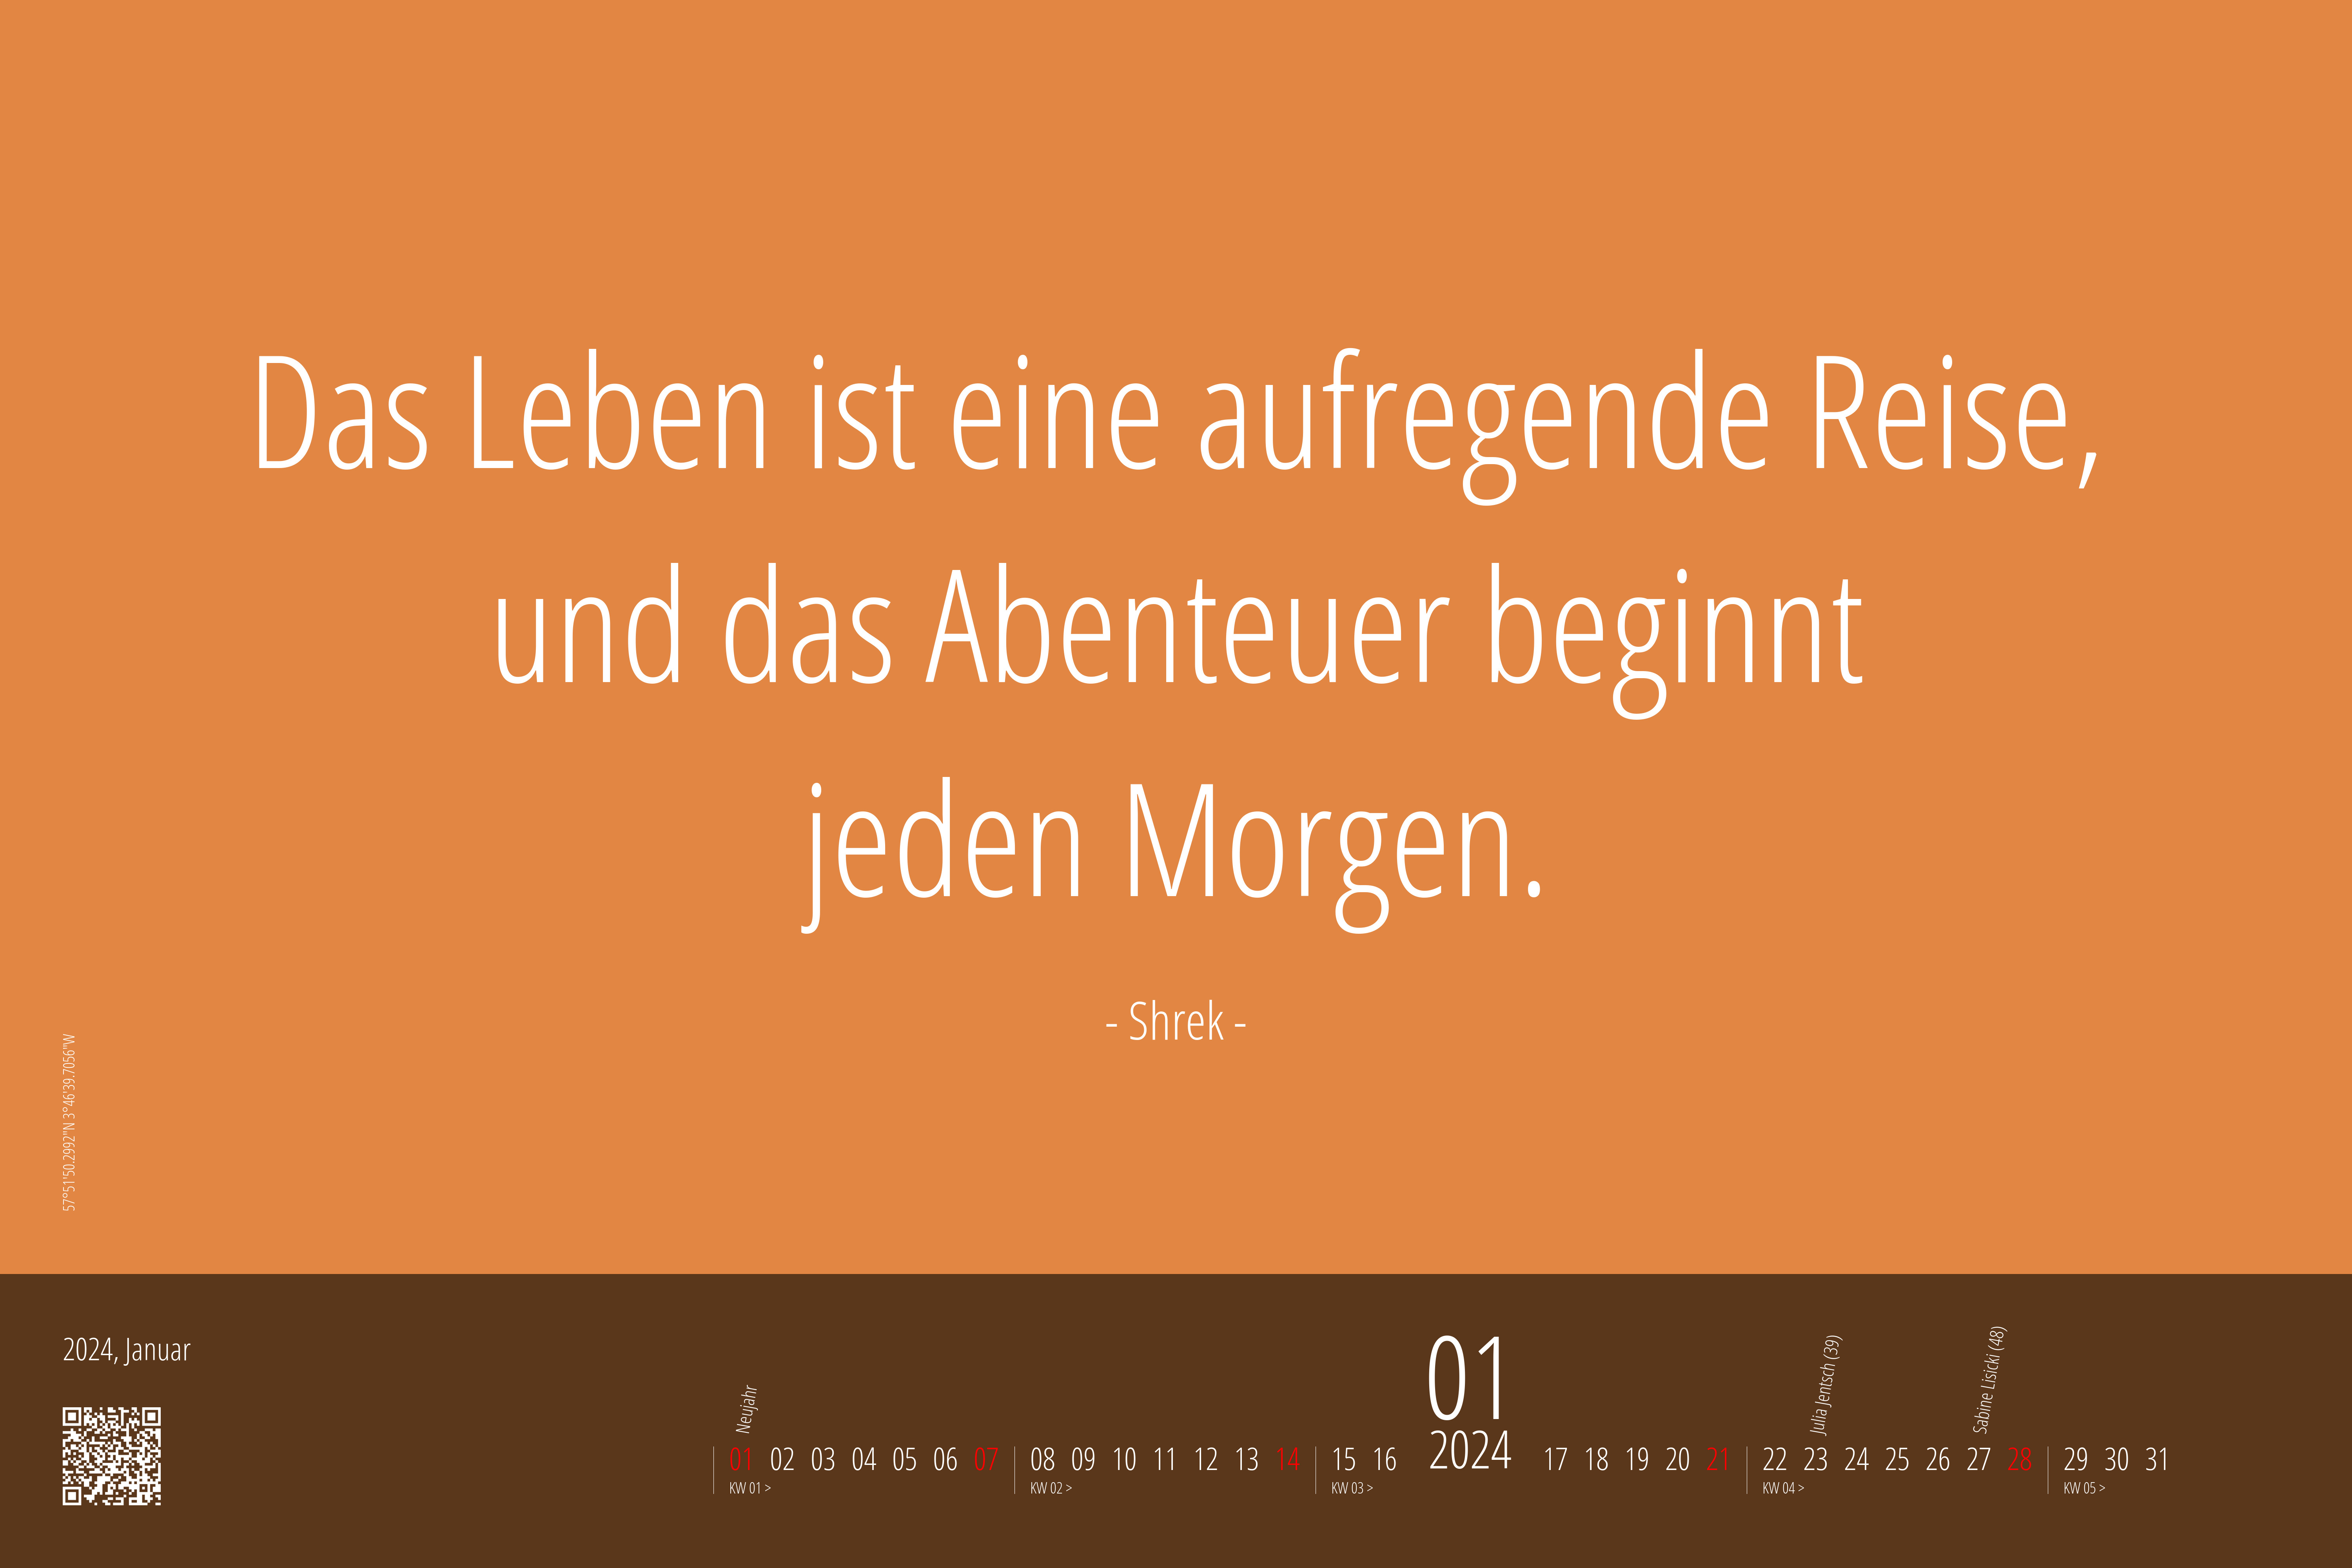 Das Leben ist eine aufregende Reise,
und das Abenteuer beginnt
jeden Morgen.
- Shrek -
57°51'50.2992"N 3°46'39.7056"W
2024, Januar
Neujahr
Julia Jentsch (39)
Sabine Lisicki (48)
01
2024
01 02 03 04 05 06 07 08 09 10 11 12 13 14 15 16 17 18 19 20 21 22 23 24 25 26 27 28 29 30 31
KW 01 > KW 02 > KW 03 > KW 04 > KW 05 >